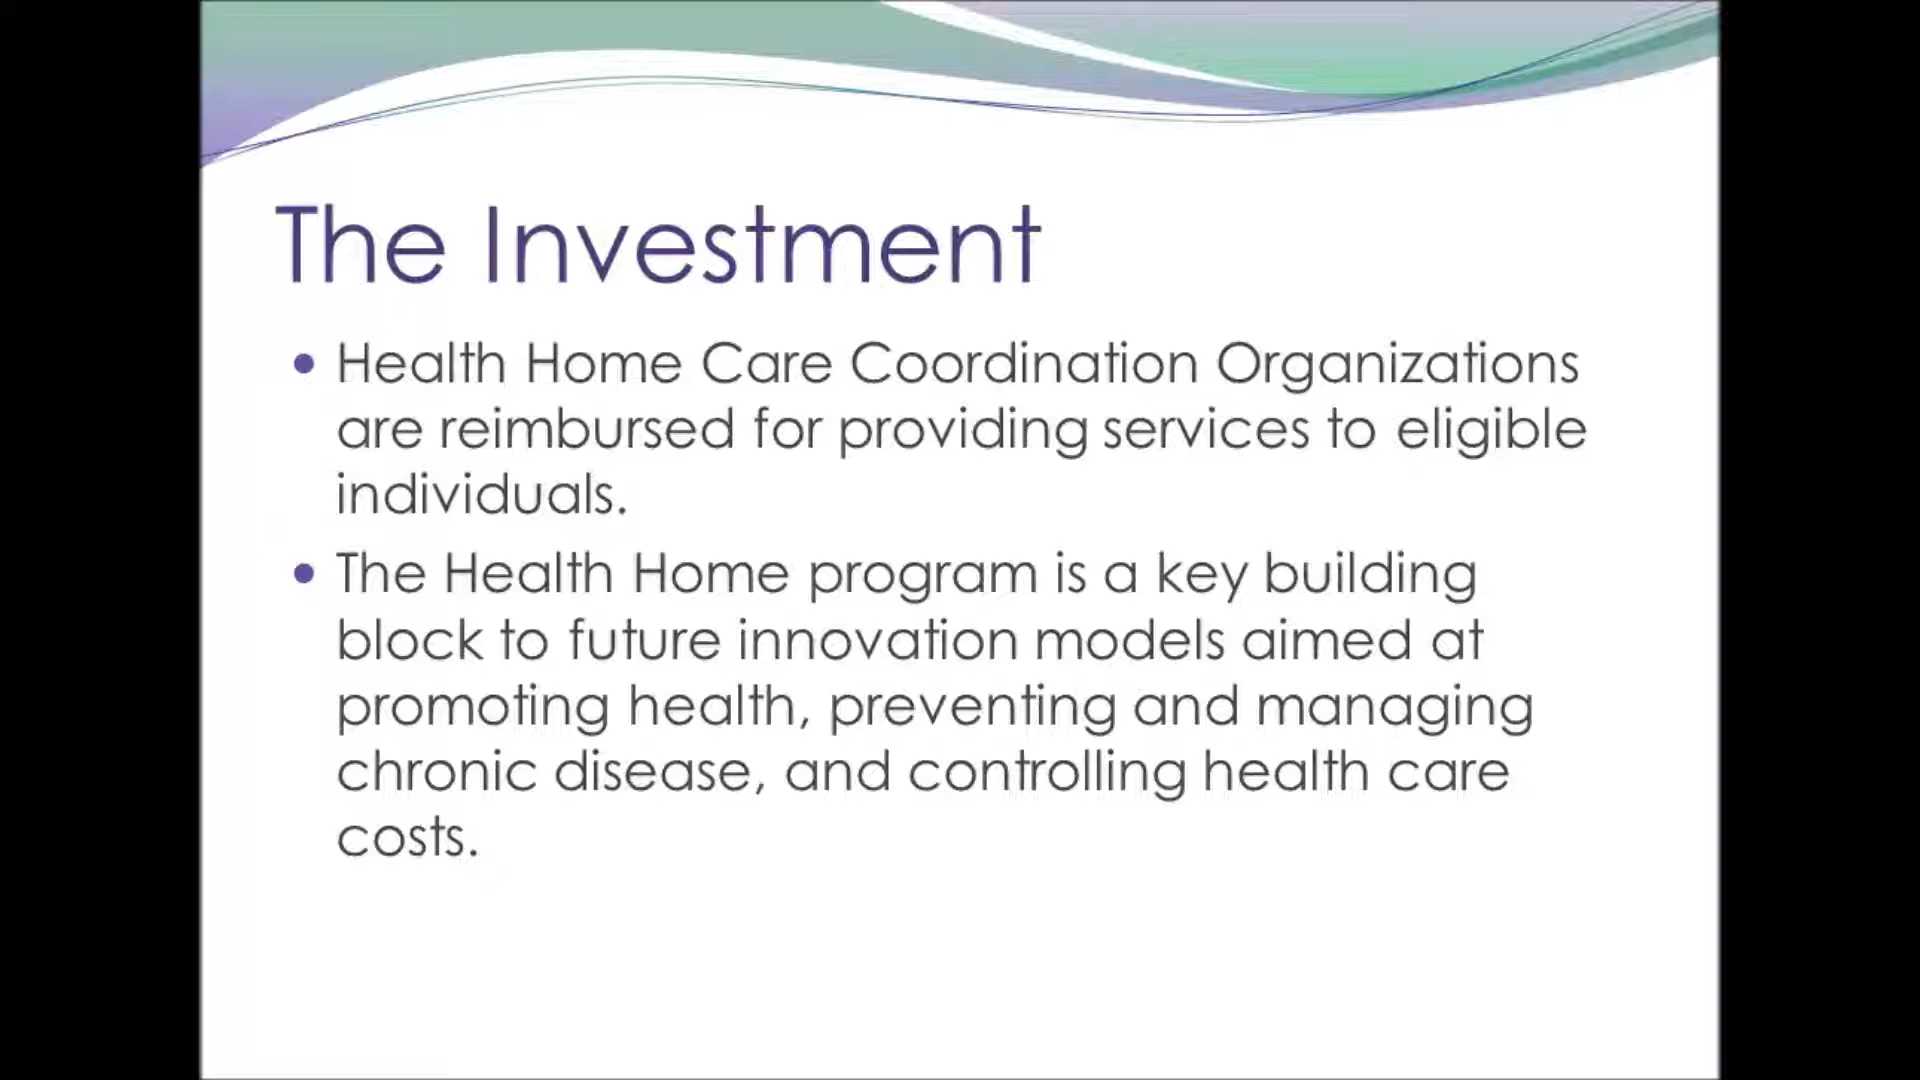 The Investment
• Health Home Care Coordination Organizations
are reimbursed for providing services to eligible
individuals.
• The Health Home program is a key building
block to future innovation models aimed at
promoting health, preventing and managing
chronic disease, and controlling health care
costs.